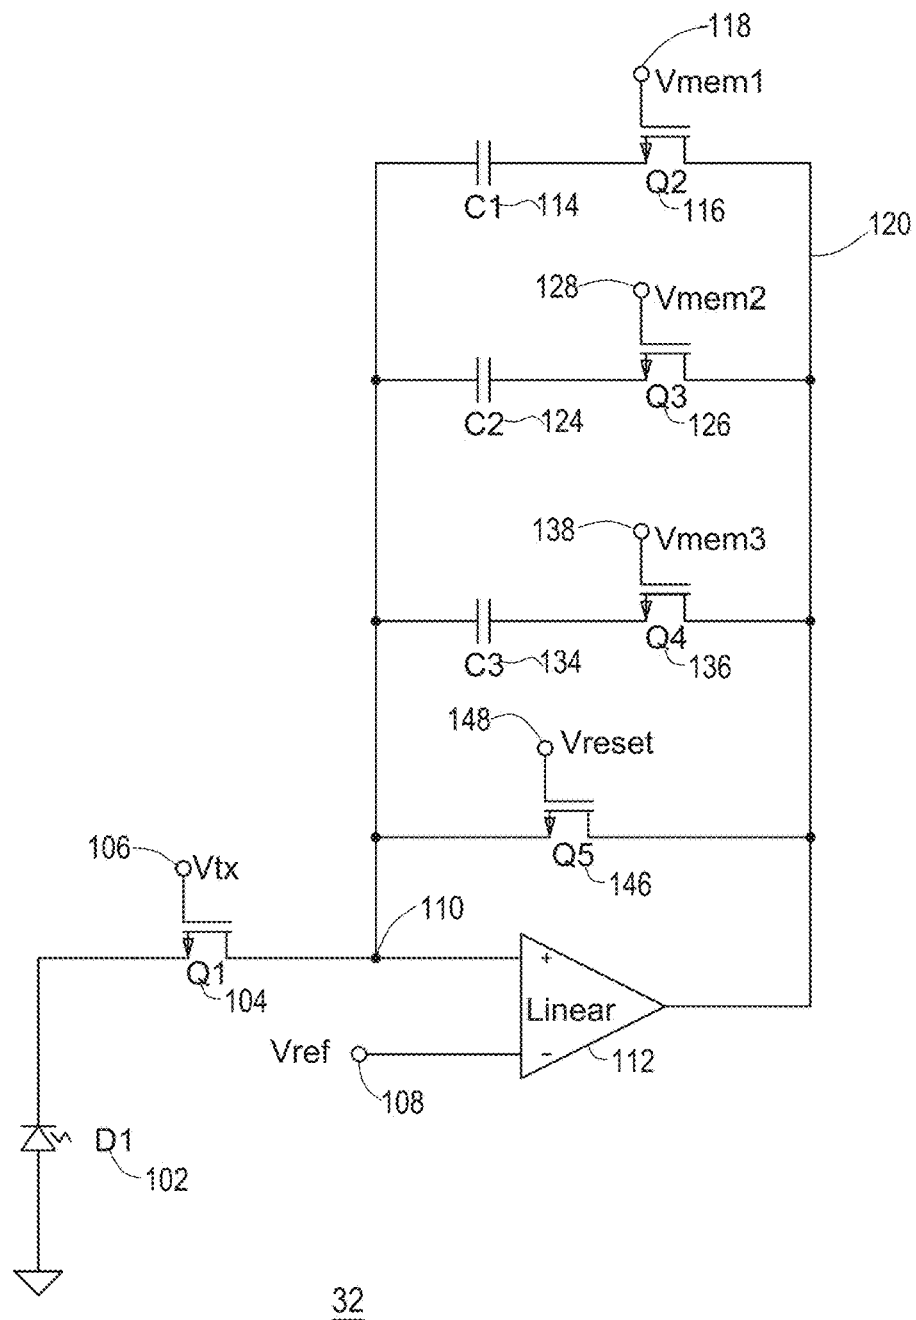 118
Vmem1
Q2
C1 114
116
120
128
Vmem2
Q3
C2 124
126
138
Vmem3
Q4
C3 134
136
148
Vreset
Q5
146
106
Vtx
110
Q1
104
+
Linear
Vref
-
112
108
D1
102
32